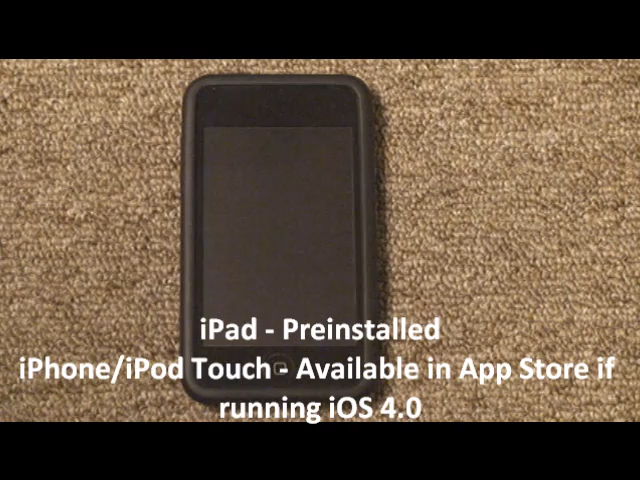 iPad - Preinstalled
iPhone/iPod Touch - Available in App Store if
running iOS 4.0